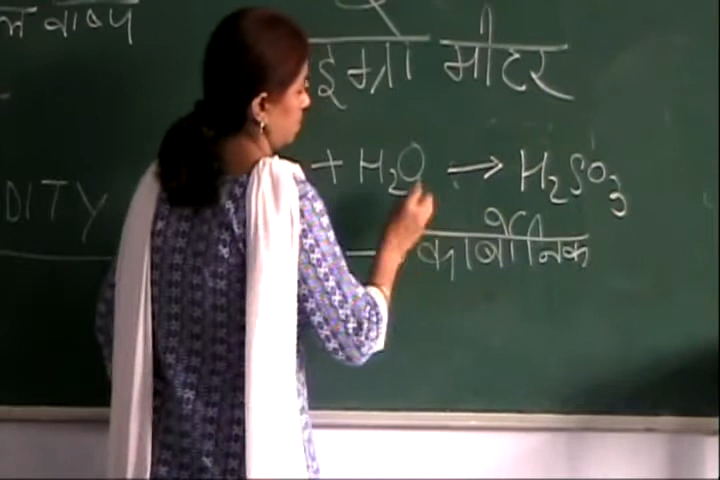 वाष्प
इग्रा मीटर
+ H₂O → H₂SO₃
DITY
कार्बोनिक